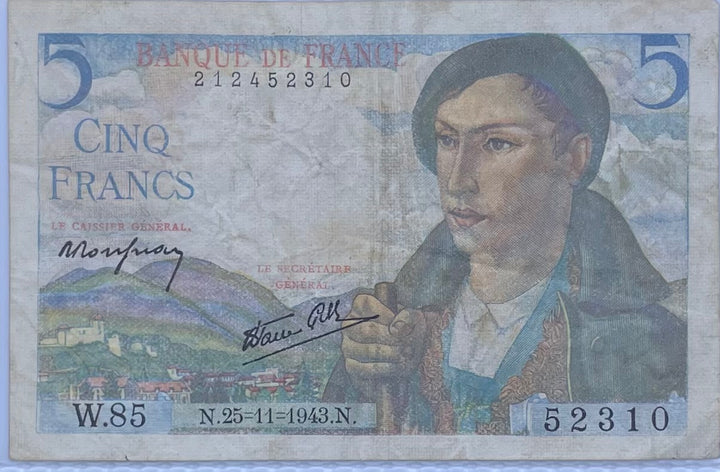 5 BANQUE DE FRANCE 5
212452310
CINQ
FRANCS
LE CAISSIER GÉNÉRAL,
LE SECRÉTAIRE
GÉNÉRAL,
W.85 N.25=11=1943.N. 52310